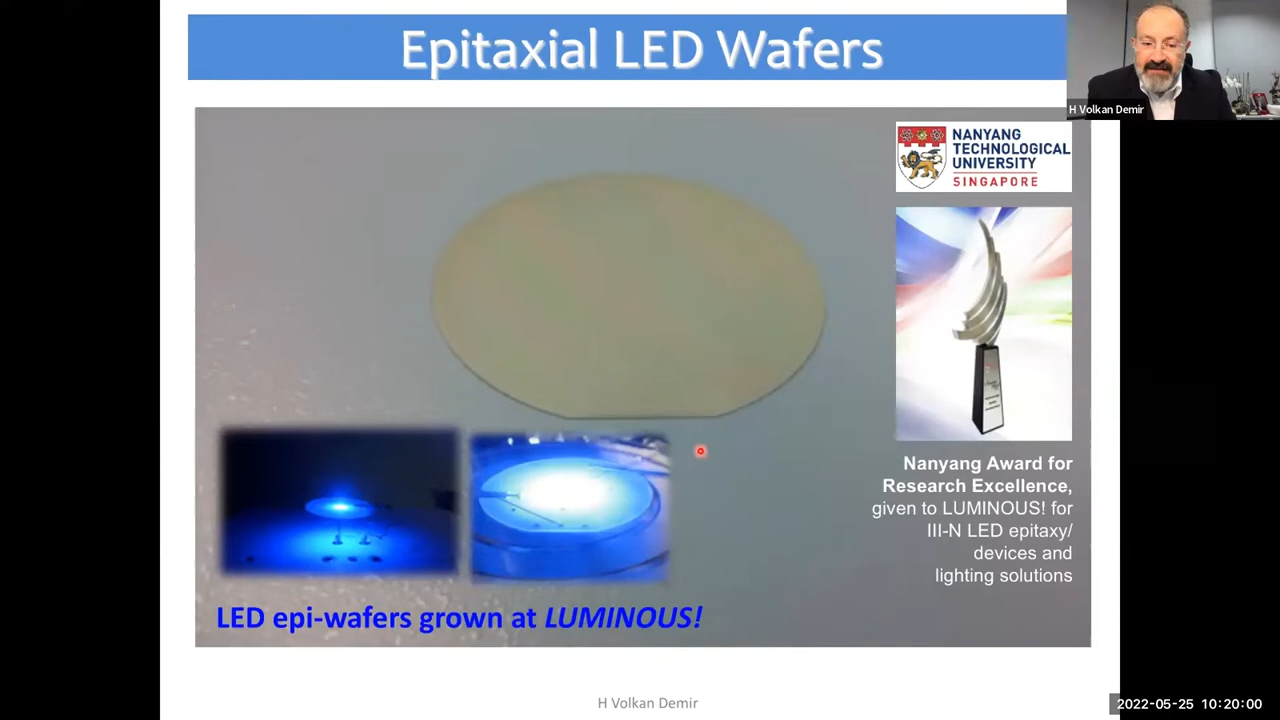 Epitaxial LED Wafers
H Volkan Demir
NANYANG
TECHNOLOGICAL
UNIVERSITY
SINGAPORE
Nanyang Award for
Research Excellence,
given to LUMINOUS! for
III-N LED epitaxy/
devices and
lighting solutions
LED epi-wafers grown at LUMINOUS!
H Volkan Demir
2022-05-25 10:20:00